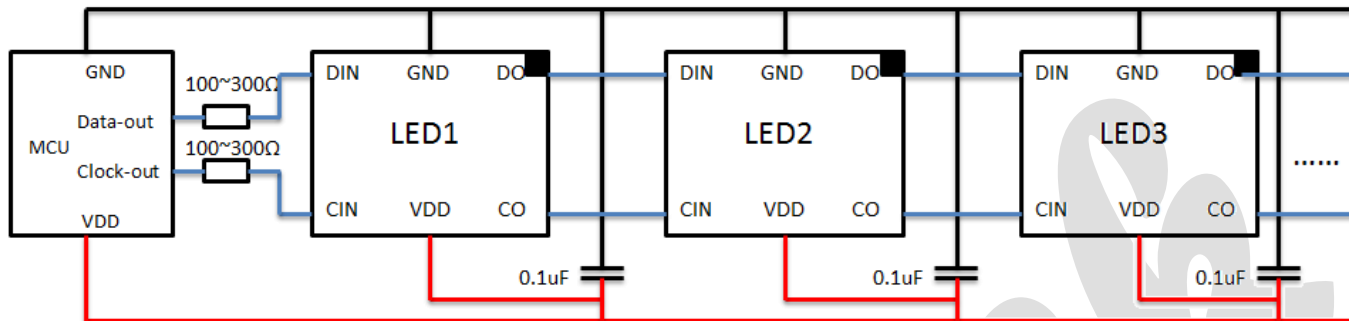 GND
Data-out
MCU
Clock-out
VDD
100~300Ω
100~300Ω
DIN GND DO
LED1
CIN VDD CO
0.1uF
DIN GND DO
LED2
CIN VDD CO
0.1uF
DIN GND DO
LED3
CIN VDD CO
0.1uF
......